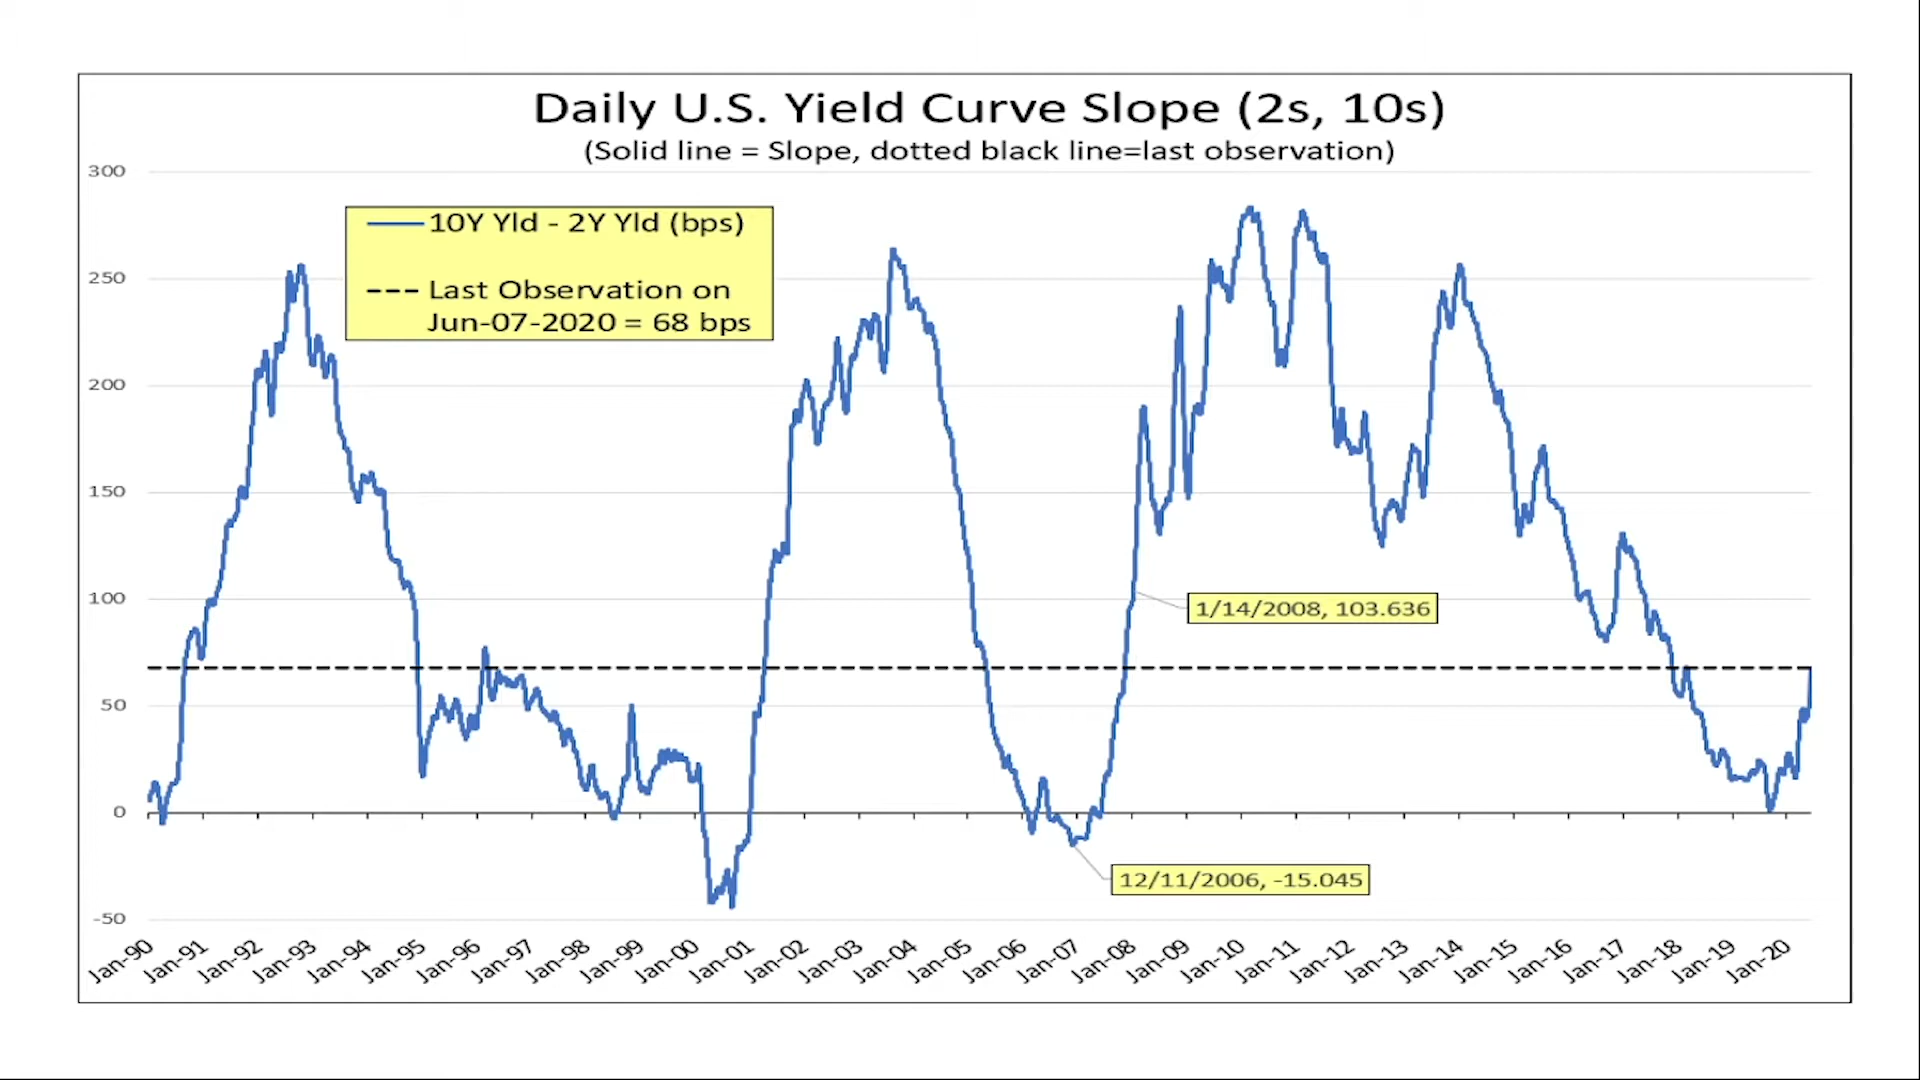 Daily U.S. Yield Curve Slope (2s, 10s)
(Solid line = Slope, dotted black line=last observation)
10Y Yld - 2Y Yld (bps)
Last Observation on
Jun-07-2020 = 68 bps
300
250
200
150
100
50
0
-50
1/14/2008, 103.636
12/11/2006, -15.045
Jan-90
Jan-91
Jan-92
Jan-93
Jan-94
Jan-95
Jan-96
Jan-97
Jan-98
Jan-99
Jan-00
Jan-01
Jan-02
Jan-03
Jan-04
Jan-05
Jan-06
Jan-07
Jan-08
Jan-09
Jan-10
Jan-11
Jan-12
Jan-13
Jan-14
Jan-15
Jan-16
Jan-17
Jan-18
Jan-19
Jan-20